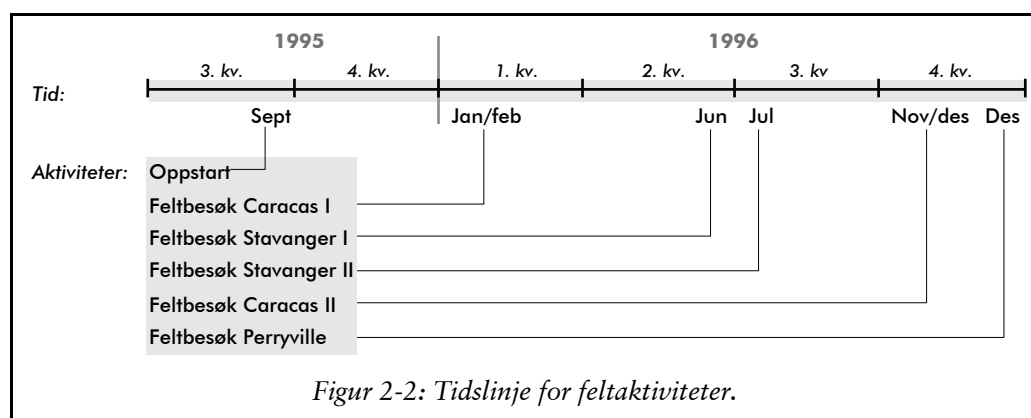 1995 1996
3. kv. 4. kv. 1. kv. 2. kv. 3. kv 4. kv.
Tid:
Sept Jan/feb Jun Jul Nov/des Des
Aktiviteter: Oppstart
Feltbesøk Caracas I
Feltbesøk Stavanger I
Feltbesøk Stavanger II
Feltbesøk Caracas II
Feltbesøk Perryville
Figur 2-2: Tidslinje for feltaktiviteter.